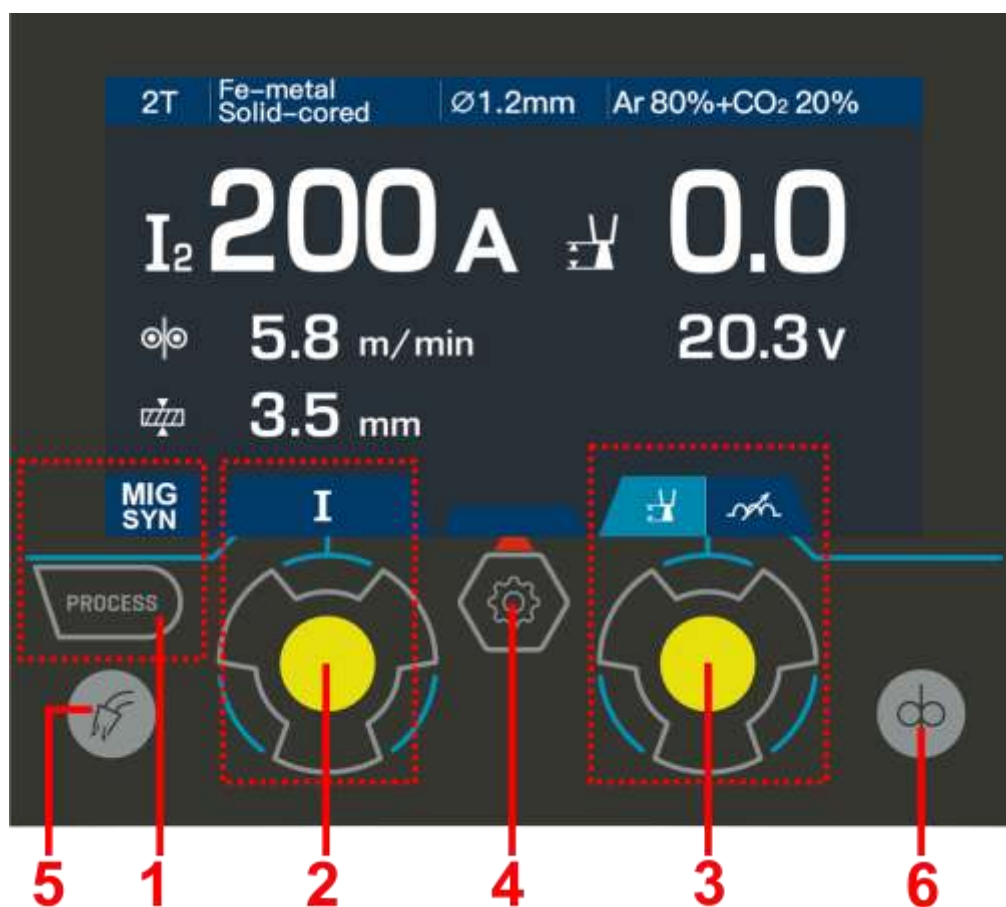 2T
Fe-metal
Solid-cored
Ø1.2mm
Ar 80%+CO₂ 20%
I₂ 200 A
0.0
5.8 m/min
20.3 V
3.5 mm
MIG
SYN
I
PROCESS
5
1
2
4
3
6